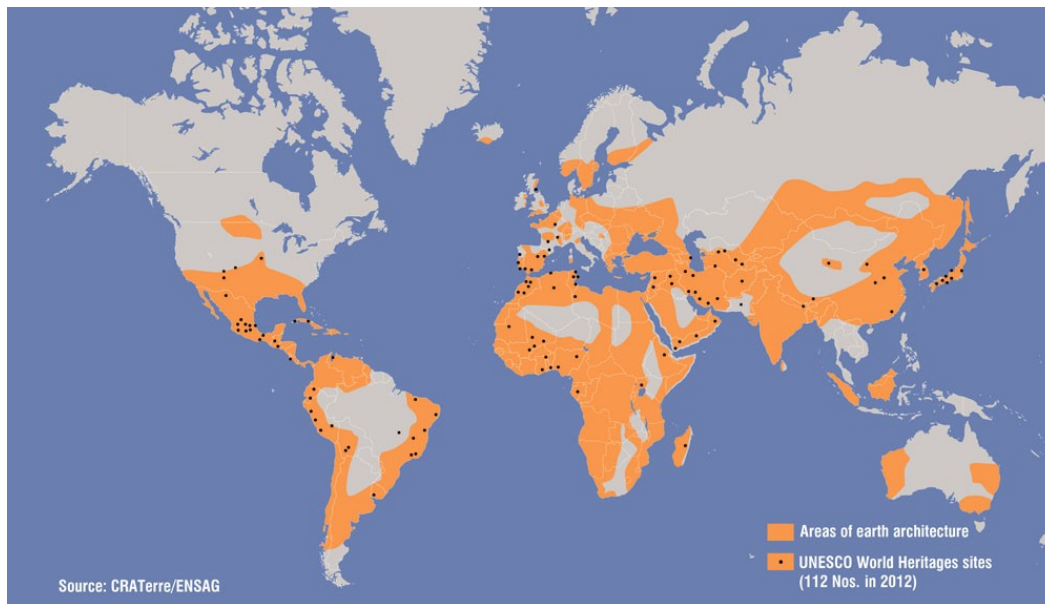 Areas of earth architecture
UNESCO World Heritages sites
(112 Nos. in 2012)
Source: CRATerre/ENSAG